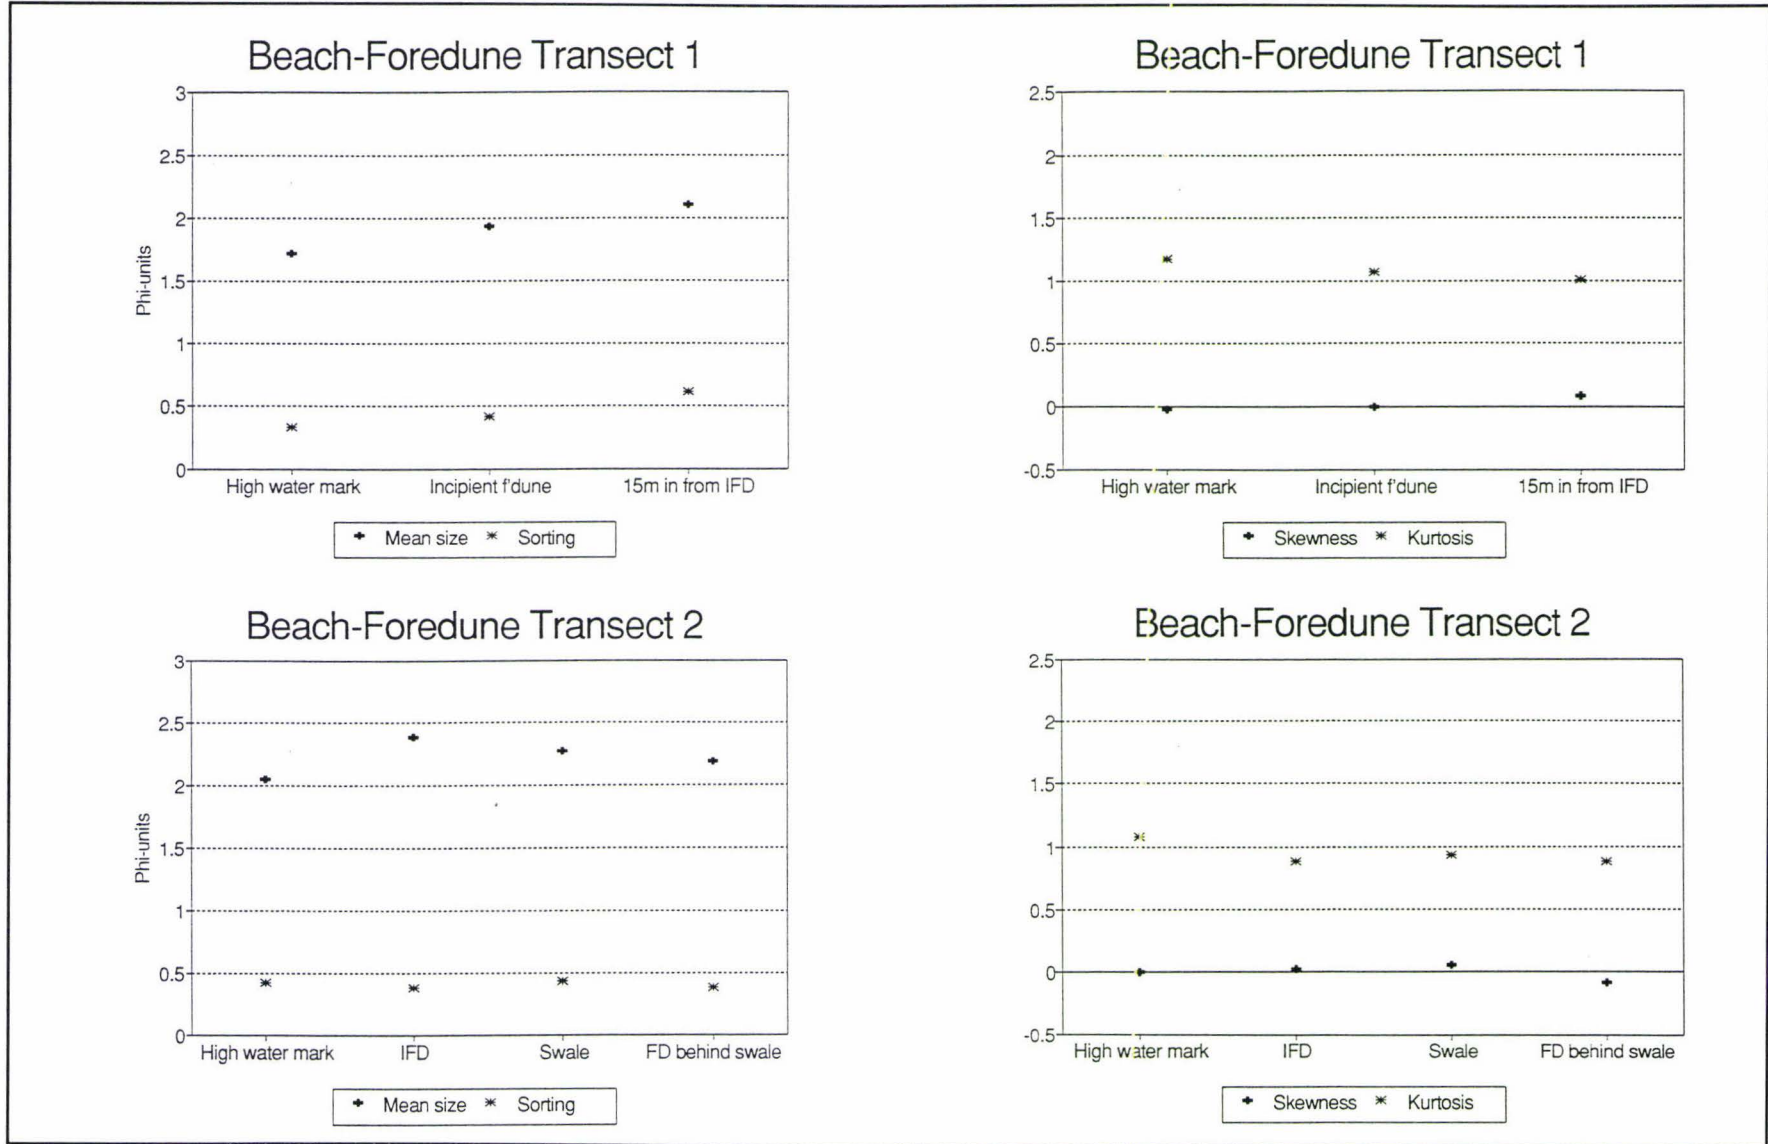 Beach-Foredune Transect 1
3
2.5
2
1.5
1
0.5
0
Phi-units
High water mark
Incipient f'dune
15m in from IFD
Mean size
Sorting
Beach-Foredune Transect 1
2.5
2
1.5
1
0.5
0
-0.5
High water mark
Incipient f'dune
15m in from IFD
Skewness
Kurtosis
Beach-Foredune Transect 2
3
2.5
2
1.5
1
0.5
0
Phi-units
High water mark
IFD
Swale
FD behind swale
Mean size
Sorting
Beach-Foredune Transect 2
2.5
2
1.5
1
0.5
0
-0.5
High water mark
IFD
Swale
FD behind swale
Skewness
Kurtosis